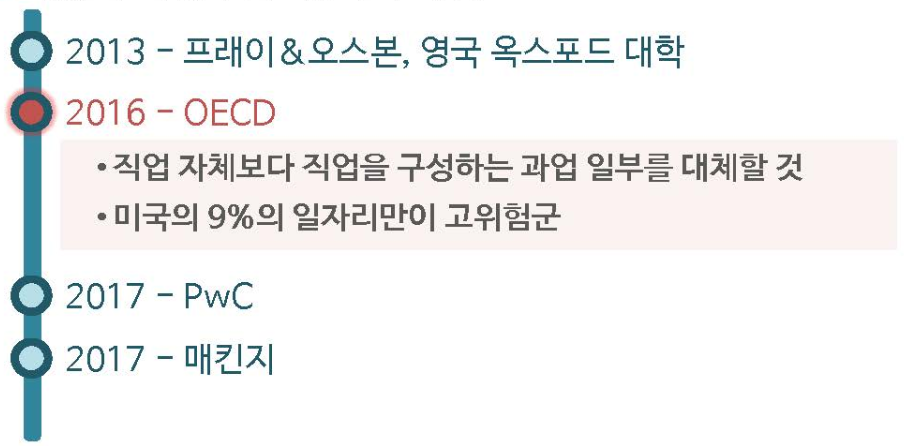 2013 - 프래이&오스본, 영국 옥스포드 대학
2016 - OECD
• 직업 자체보다 직업을 구성하는 과업 일부를 대체할 것
• 미국의 9%의 일자리만이 고위험군
2017 - PwC
2017 - 매킨지